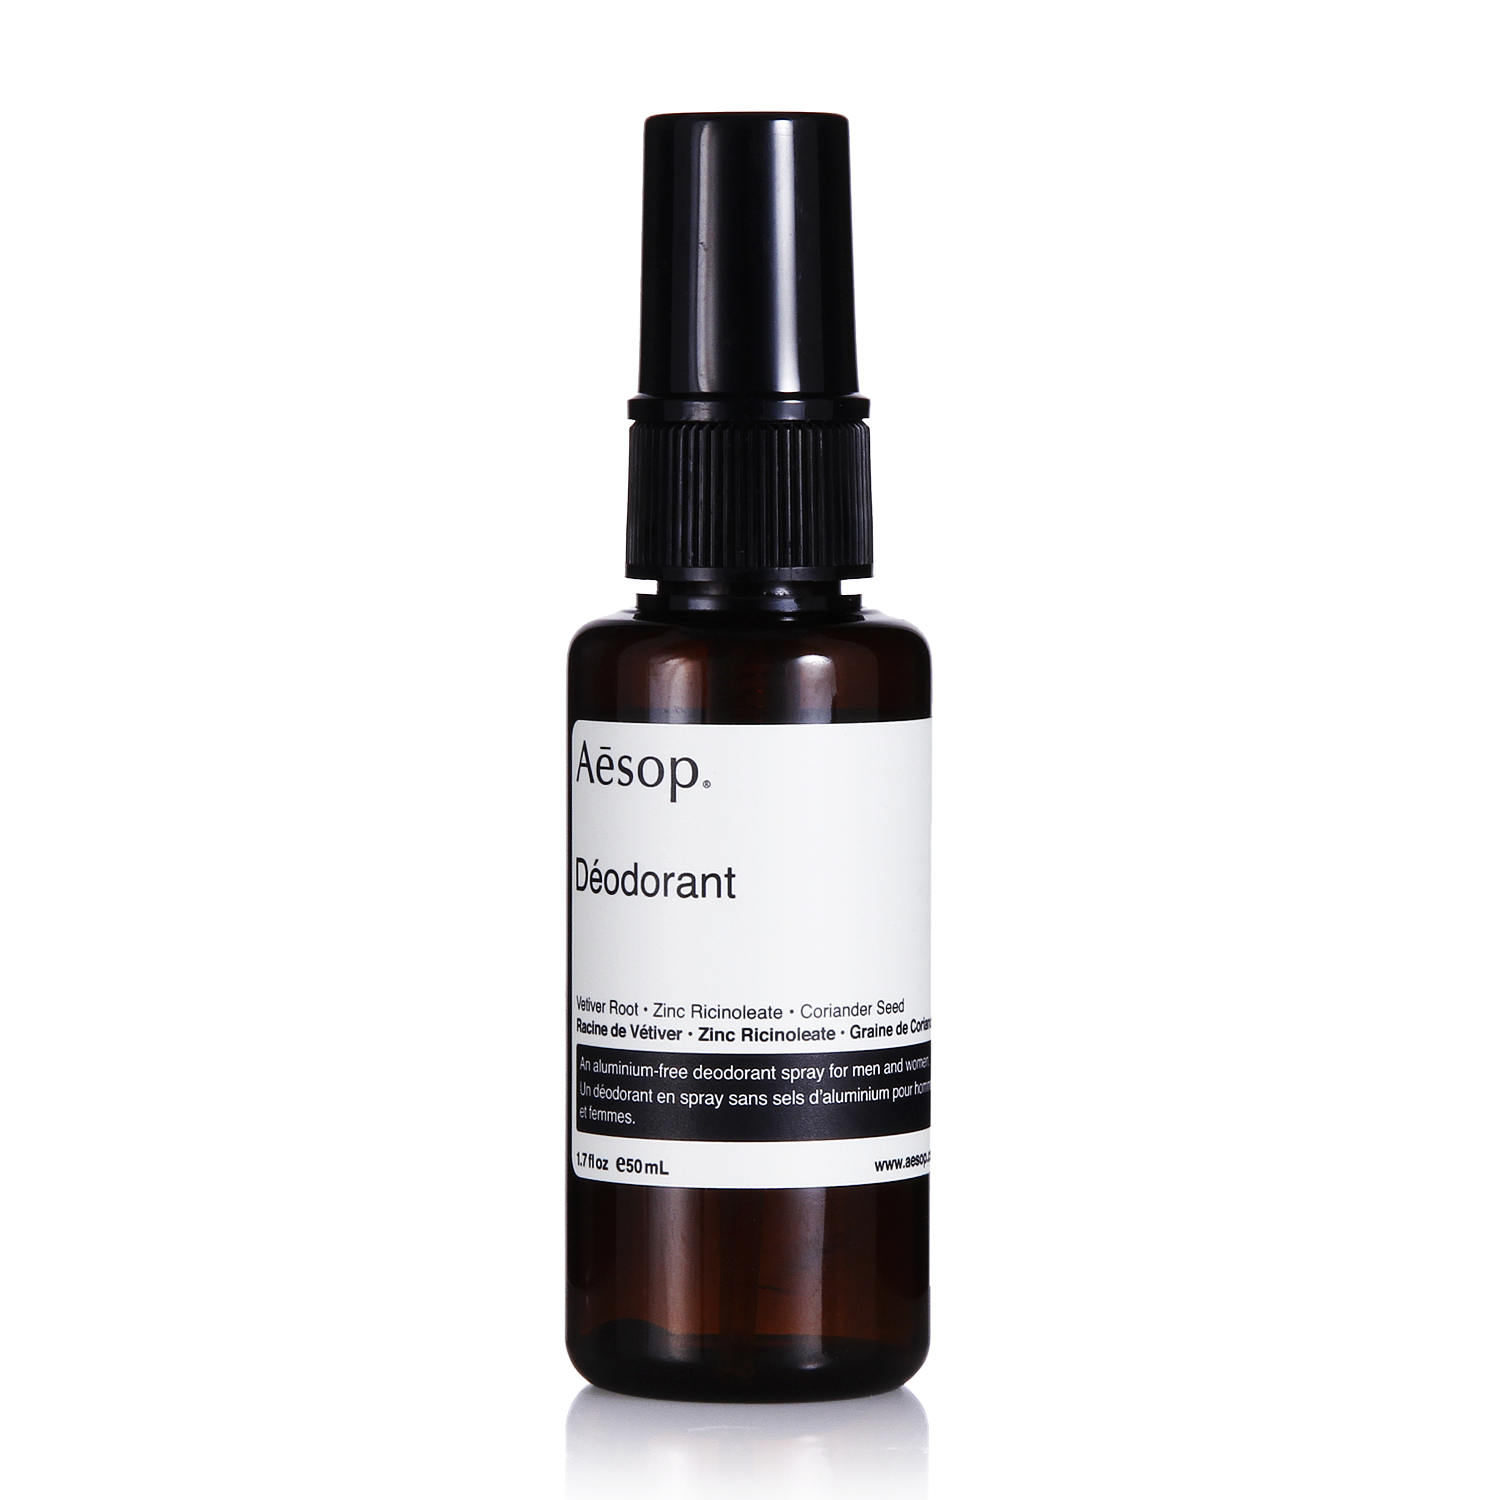 Aēsop.®
Déodorant
Vetiver Root • Zinc Ricinoleate • Coriander Seed
Racine de Vétiver • Zinc Ricinoleate • Graine de
An aluminium-free deodorant spray for men and women.
Un déodorant en spray sans sels d'aluminium pour
et femmes.
1.7 fl oz ℮50 mL
www.aesop.